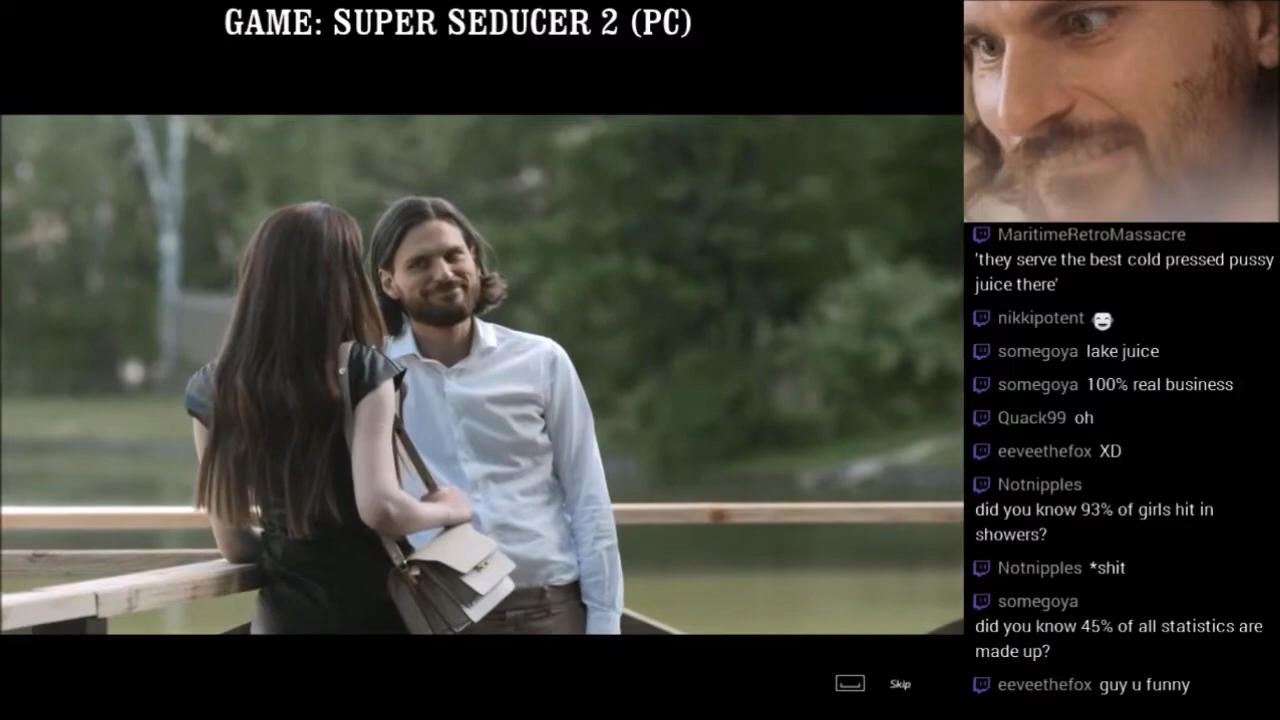 GAME: SUPER SEDUCER 2 (PC)
MaritimeRetroMassacre
'they serve the best cold pressed pussy
juice there'
nikkipotent
somegoya lake juice
somegoya 100% real business
Quack99 oh
eeveethefox XD
Notnipples
did you know 93% of girls hit in
showers?
Notnipples *shit
somegoya
did you know 45% of all statistics are
made up?
eeveethefox guy u funny
Skip